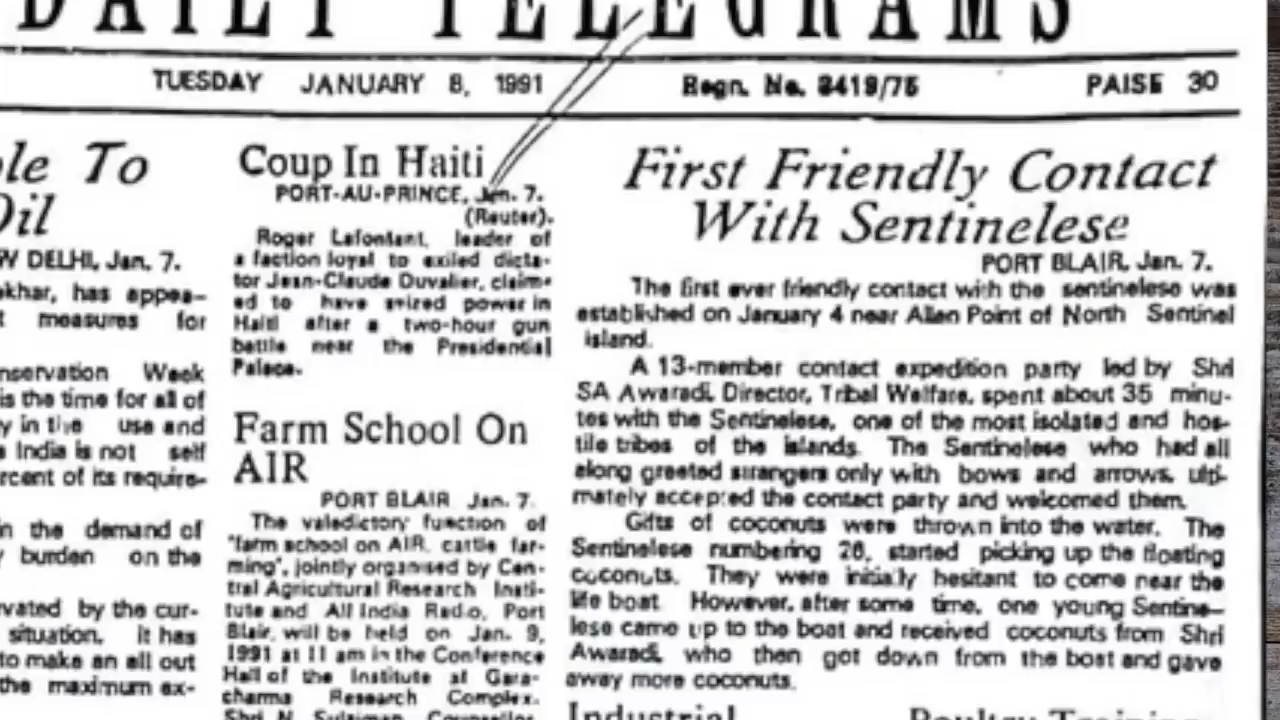 DAILY TELEGRAMS
TUESDAY JANUARY 8, 1991 Regn. No. 3419/75 PAISE 30
ole To
Oil
W DELHI, Jan. 7.
akhar, has appea-
t measures for
nservation Week
is the time for all of
y in the use and
s India is not self
rcent of its require-
in the demand of
y burden on the
vated by the cur-
situation. It has
to make an all out
the maximum ex-
Coup In Haiti
PORT-AU-PRINCE, Jan. 7.
(Reuter).
Roger Lafontant, leader of
a faction loyal to exiled dicta-
tor Jean-Claude Duvalier, claim-
ed to have seized power in
Haiti after a two-hour gun
battle near the Presidential
Palace.
Farm School On
AIR
PORT BLAIR Jan. 7.
The valedictory function of
"farm school on AIR, cattle far-
ming", jointly organised by Cen-
tral Agricultural Research Insti-
tute and All India Radio, Port
Blair, will be held on Jan. 9,
1991 at 11 am in the Conference
Hall of the Institute at Gara-
charma Research Complex.
Shri N. Sulaiman, Counsellor,
First Friendly Contact
With Sentinelese
PORT BLAIR, Jan. 7.
The first ever friendly contact with the sentinelese was
established on January 4 near Allen Point of North Sentinel
island.
A 13-member contact expedition party led by Shri
SA Awaradi, Director, Tribal Welfare, spent about 35 minu-
tes with the Sentinelese, one of the most isolated and hos-
tile tribes of the islands. The Sentinelese who had all
along greeted strangers only with bows and arrows, ulti-
mately accepted the contact party and welcomed them.
Gifts of coconuts were thrown into the water. The
Sentinelese numbering 28, started picking up the floating
coconuts. They were initially hesitant to come near the
life boat. However, after some time, one young Sentine-
lese came up to the boat and received coconuts from Shri
Awaradi, who then got down from the boat and gave
away more coconuts.
Industrial
Poultry Training